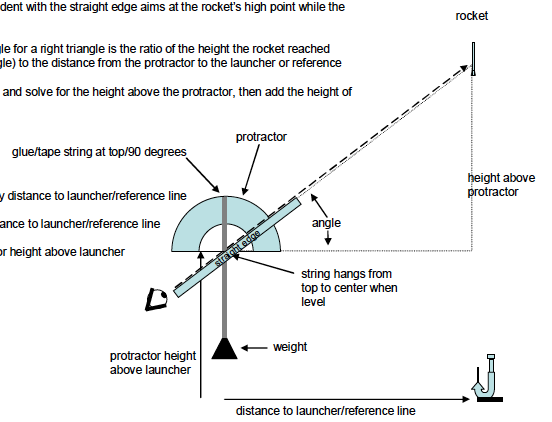 dent with the straight edge aims at the rocket's high point while the
rocket
gle for a right triangle is the ratio of the height the rocket reached
gle) to the distance from the protractor to the launcher or reference
and solve for the height above the protractor, then add the height of
protractor
glue/tape string at top/90 degrees
height above
protractor
y distance to launcher/reference line
angle
ance to launcher/reference line
or height above launcher
straight edge
string hangs from
top to center when
level
weight
protractor height
above launcher
distance to launcher/reference line